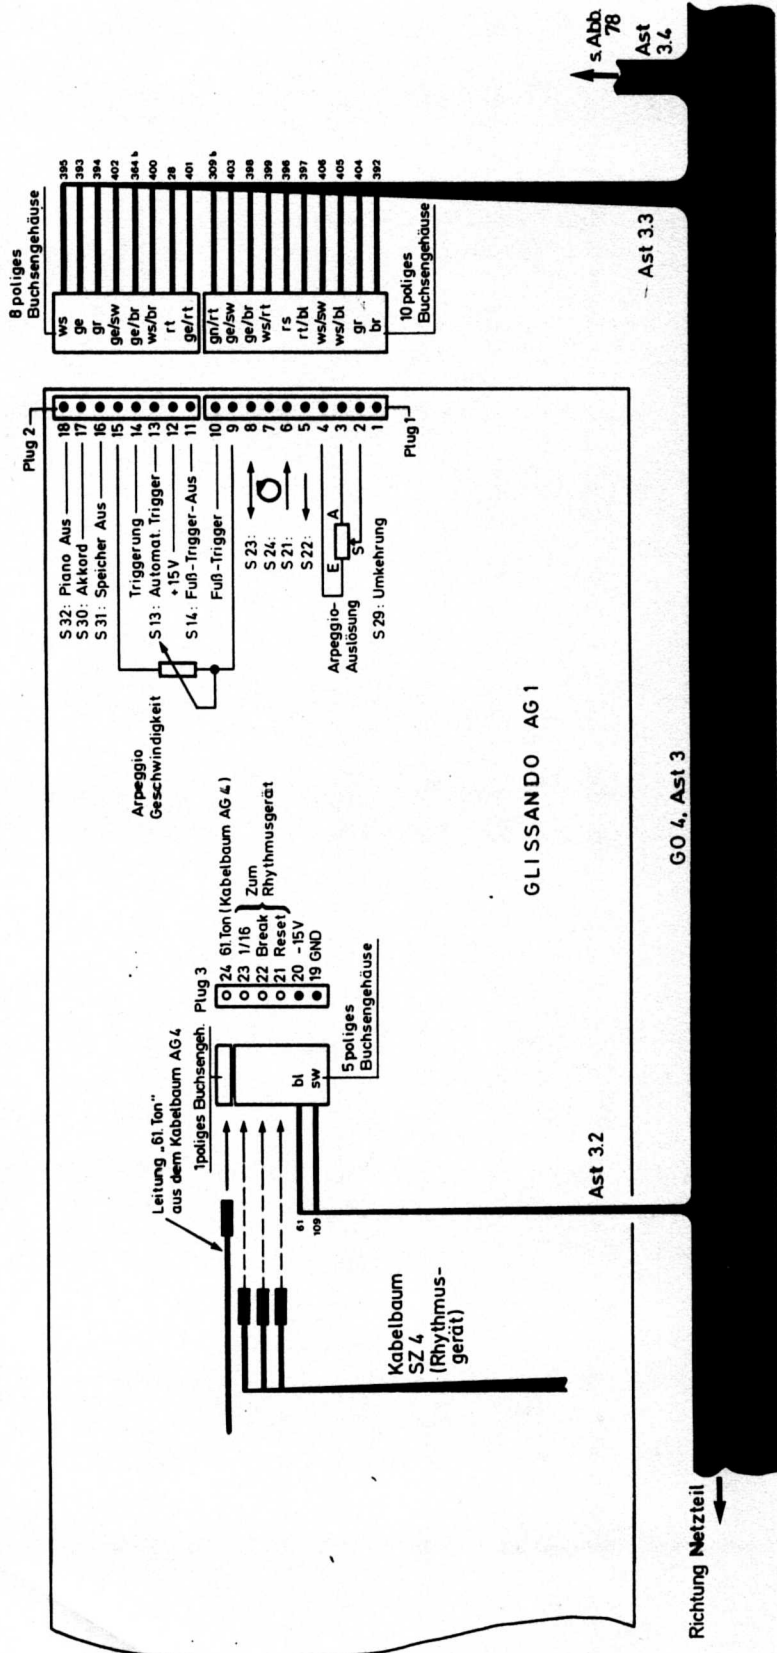 8poliges
Buchsengehäuse
ws 395
ge 393
gr 394
ge/sw 402
ge/br 364 b
ws/br 400
rt 28
ge/rt 401
gn/rt 309 b
ge/sw 403
ge/br 398
ws/rt 399
rs 396
rt/bl 397
ws/sw 406
ws/bl 405
gr 404
br 392
10poliges
Buchsengehäuse
s. Abb.
78
Ast
3.4
Ast 3.3
Plug 2
S 32: Piano Aus 18
S 30: Akkord 17
S 31: Speicher Aus 16
15
Triggerung 14
S 13: Automat. Trigger 13
+15V 12
S 14: Fuß-Trigger-Aus 11
Fuß-Trigger 10
9
S 23: 8
S 24: 7
S 21: 6
S 22: 5
4
3
2
1
Plug 1
E A
S
Arpeggio-
Auslösung
S 29: Umkehrung
Arpeggio
Geschwindigkeit
Plug 3
24 61.Ton (Kabelbaum AG 4)
23 1/16
22 Break
21 Reset
Zum
Rhythmusgerät
20 -15V
19 GND
1poliges Buchsengeh.
bl
sw
5poliges
Buchsengehäuse
Leitung „61. Ton"
aus dem Kabelbaum AG4
61
109
Ast 3.2
Kabelbaum
SZ 4
(Rhythmus-
gerät)
GLISSANDO AG 1
GO 4, Ast 3
Richtung Netzteil